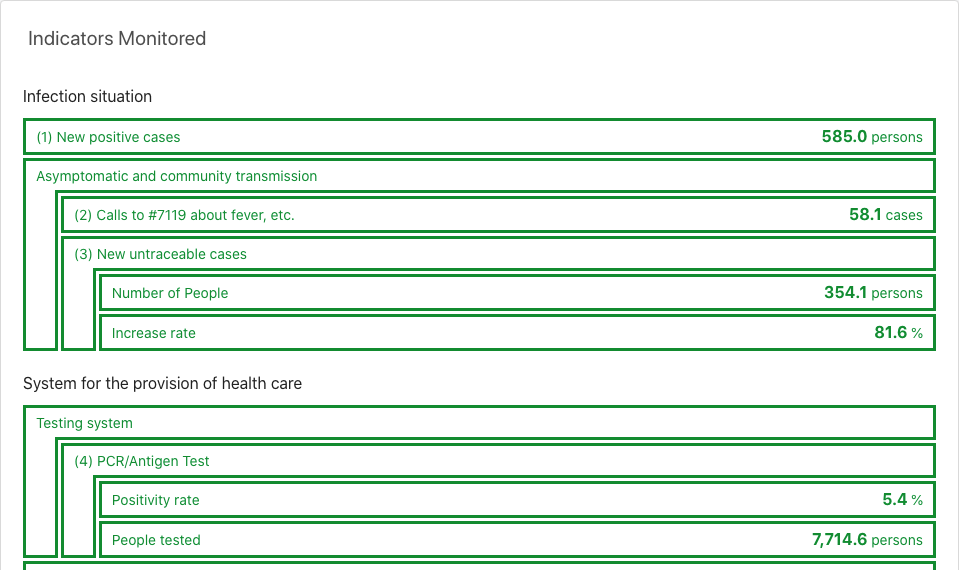 Indicators Monitored
Infection situation
(1) New positive cases 585.0 persons
Asymptomatic and community transmission
(2) Calls to #7119 about fever, etc. 58.1 cases
(3) New untraceable cases
Number of People 354.1 persons
Increase rate 81.6 %
System for the provision of health care
Testing system
(4) PCR/Antigen Test
Positivity rate 5.4 %
People tested 7,714.6 persons